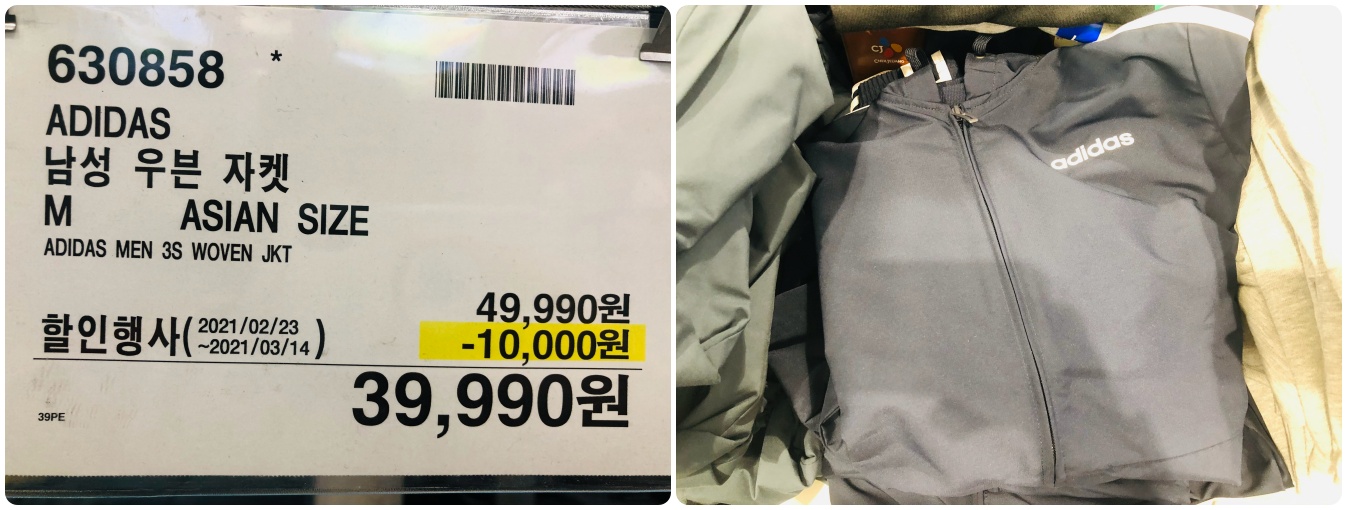 630858 *
ADIDAS
남성 우븐 자켓
M ASIAN SIZE
ADIDAS MEN 3S WOVEN JKT
49,990원
할인행사( 2021/02/23
~2021/03/14 )
-10,000원
39,990원
39PE
CJ
adidas